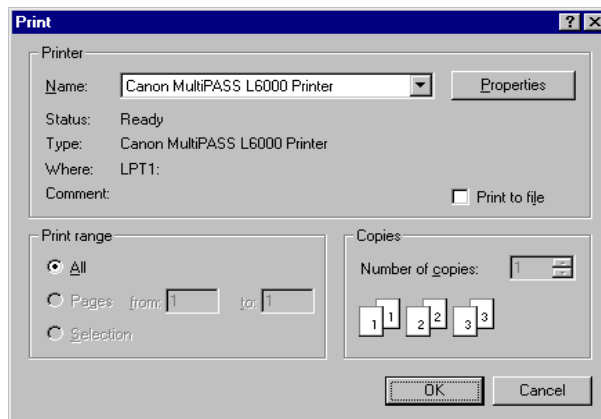 Print
Printer
Name: Canon MultiPASS L6000 Printer Properties
Status: Ready
Type: Canon MultiPASS L6000 Printer
Where: LPT1:
Comment: Print to file
Print range
All
Pages from: 1 to: 1
Selection
Copies
Number of copies: 1
1 1 2 2 3 3
OK Cancel